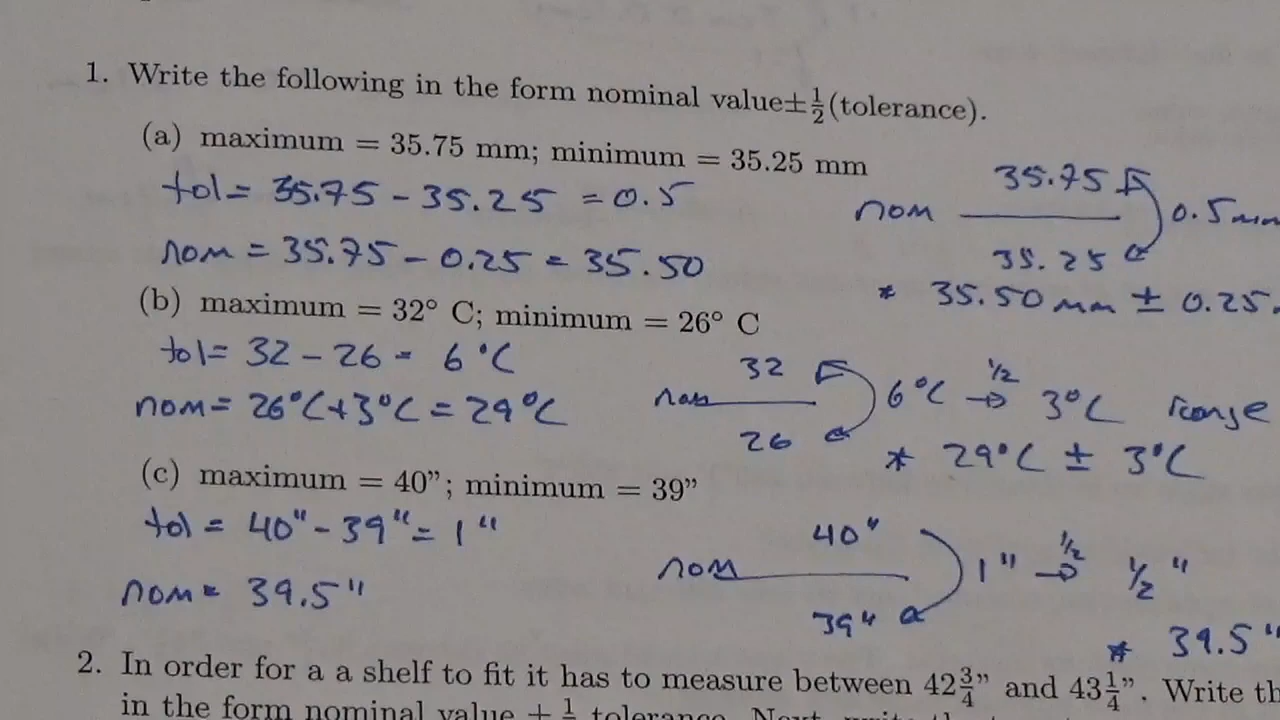 1. Write the following in the form nominal value±½(tolerance).
(a) maximum = 35.75 mm; minimum = 35.25 mm
tol = 35.75 - 35.25 = 0.5
nom = 35.75 - 0.25 = 35.50
35.75
nom 0.5 mm
35.25
* 35.50 mm ± 0.25
(b) maximum = 32° C; minimum = 26° C
tol = 32 - 26 = 6°C
nom = 26°C + 3°C = 29°C
32
nom 6°C ½→ 3°C range
26
* 29°C ± 3°C
(c) maximum = 40”; minimum = 39”
tol = 40" - 39" = 1"
nom = 39.5"
40"
nom 1" ½→ ½"
39"
* 39.5"
2. In order for a a shelf to fit it has to measure between 42¾” and 43¼”. Write th
in the form nominal value ±